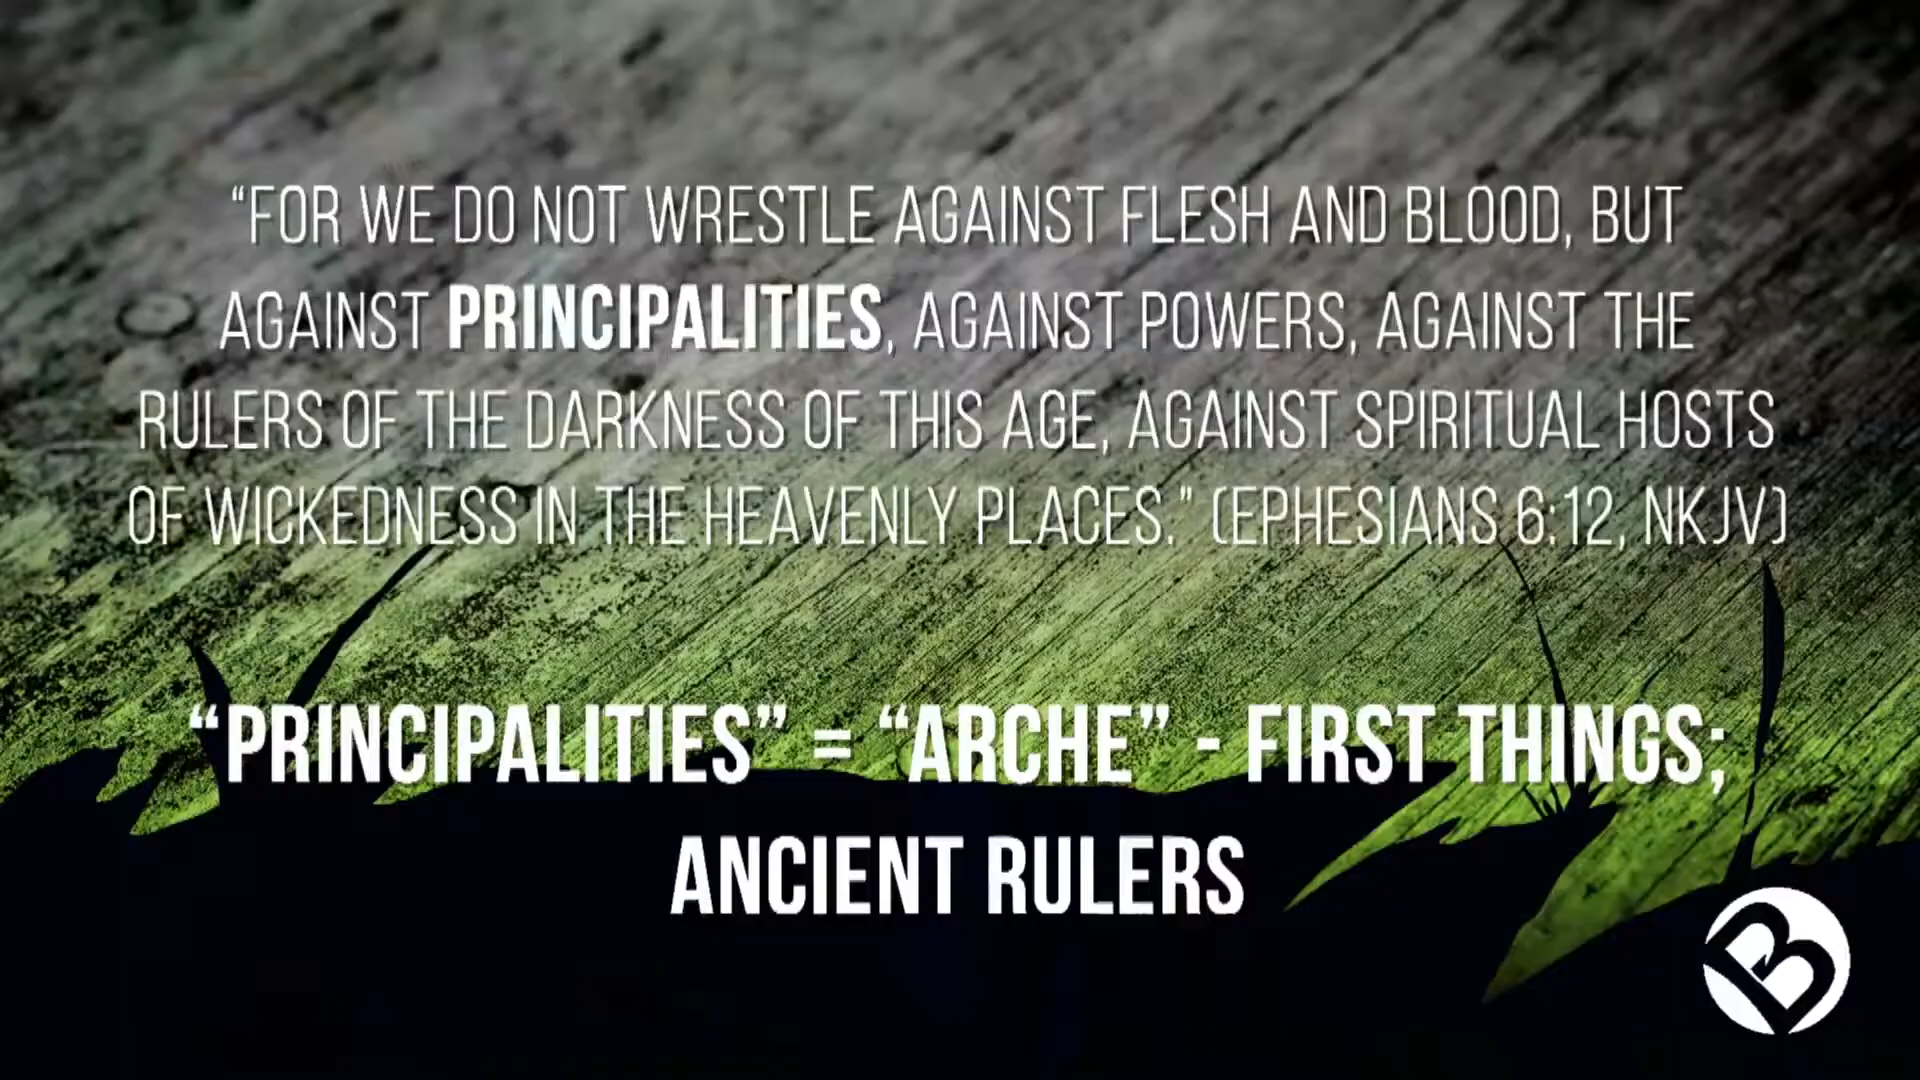 “FOR WE DO NOT WRESTLE AGAINST FLESH AND BLOOD, BUT
AGAINST PRINCIPALITIES, AGAINST POWERS, AGAINST THE
RULERS OF THE DARKNESS OF THIS AGE, AGAINST SPIRITUAL HOSTS
OF WICKEDNESS IN THE HEAVENLY PLACES.” (EPHESIANS 6:12, NKJV)
“PRINCIPALITIES” = “ARCHE” - FIRST THINGS;
ANCIENT RULERS
B